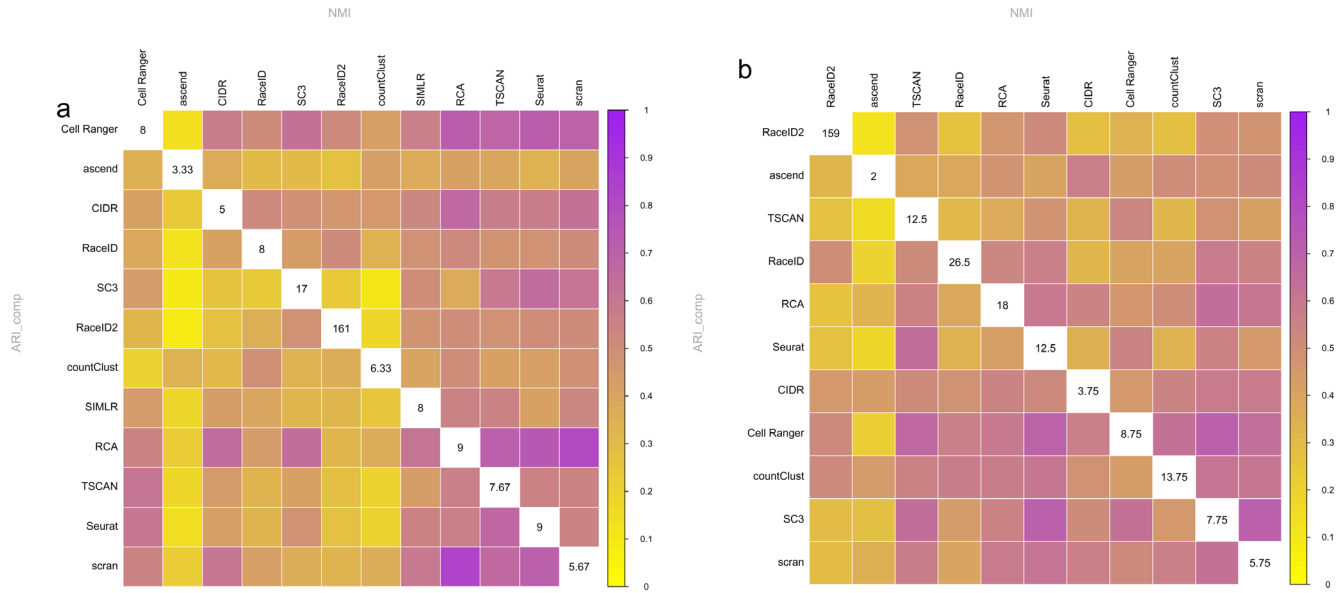 NMI
a
Cell Ranger
ascend
CIDR
RaceID
SC3
RaceID2
countClust
SIMLR
RCA
TSCAN
Seurat
scran
ARI_comp
Cell Ranger
ascend
CIDR
RaceID
SC3
RaceID2
countClust
SIMLR
RCA
TSCAN
Seurat
scran
8
3.33
5
8
17
161
6.33
8
9
7.67
9
5.67
1
0.9
0.8
0.7
0.6
0.5
0.4
0.3
0.2
0.1
0
NMI
b
RaceID2
ascend
TSCAN
RaceID
RCA
Seurat
CIDR
Cell Ranger
countClust
SC3
scran
ARI_comp
RaceID2
ascend
TSCAN
RaceID
RCA
Seurat
CIDR
Cell Ranger
countClust
SC3
scran
159
2
12.5
26.5
18
12.5
3.75
8.75
13.75
7.75
5.75
1
0.9
0.8
0.7
0.6
0.5
0.4
0.3
0.2
0.1
0